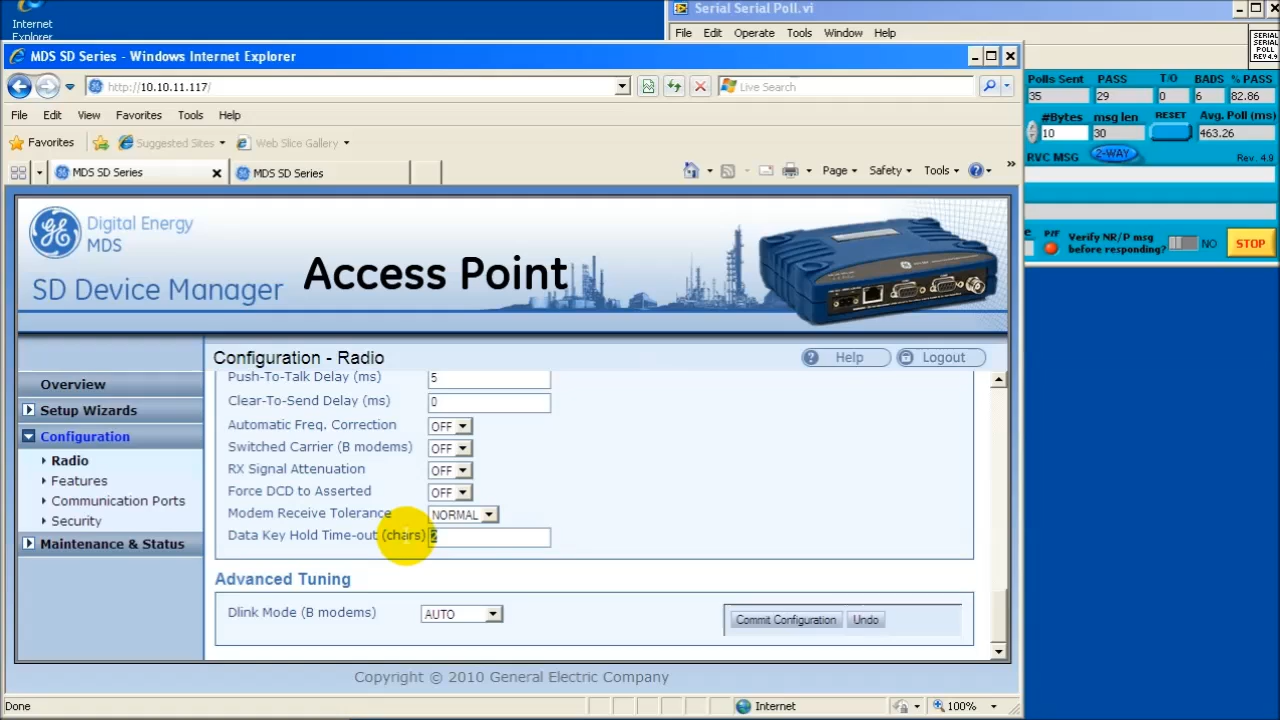 Internet
Explorer
Serial Serial Poll.vi
File Edit Operate Tools Window Help
SERIAL
SERIAL
POLL
REV 4.9
MDS SD Series - Windows Internet Explorer
http://10.10.11.117/
Live Search
File Edit View Favorites Tools Help
Favorites Suggested Sites Web Slice Gallery
MDS SD Series MDS SD Series
Page Safety Tools
Polls Sent PASS T/O BADS % PASS
35 29 0 6 82.86
#Bytes msg len RESET Avg. Poll (ms)
10 30 463.26
RVC MSG 2-WAY Rev. 4.9
e P/F Verify NR/P msg
before responding? NO STOP
Digital Energy
MDS
SD Device Manager
Access Point
Configuration - Radio
Help Logout
Overview
Setup Wizards
Configuration
Radio
Features
Communication Ports
Security
Maintenance & Status
Push-To-Talk Delay (ms) 5
Clear-To-Send Delay (ms) 0
Automatic Freq. Correction OFF
Switched Carrier (B modems) OFF
RX Signal Attenuation OFF
Force DCD to Asserted OFF
Modem Receive Tolerance NORMAL
Data Key Hold Time-out (chars) 2
Advanced Tuning
Dlink Mode (B modems) AUTO
Commit Configuration Undo
Copyright © 2010 General Electric Company
Done Internet 100%